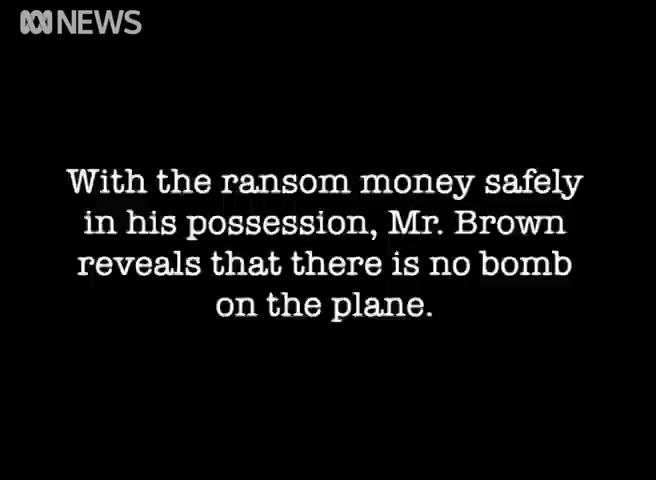 NEWS
With the ransom money safely
in his possession, Mr. Brown
reveals that there is no bomb
on the plane.